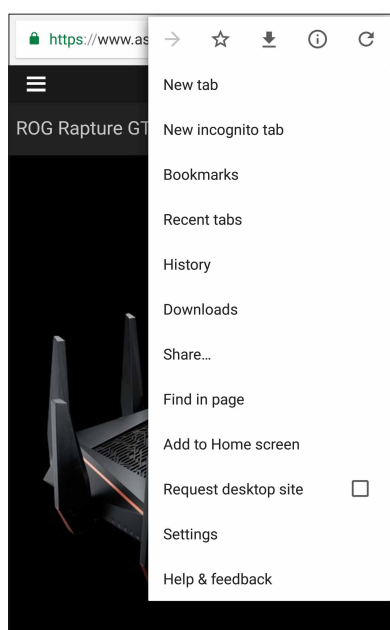 https://www.as
New tab
ROG Rapture GT
New incognito tab
Bookmarks
Recent tabs
History
Downloads
Share...
Find in page
Add to Home screen
Request desktop site
Settings
Help & feedback